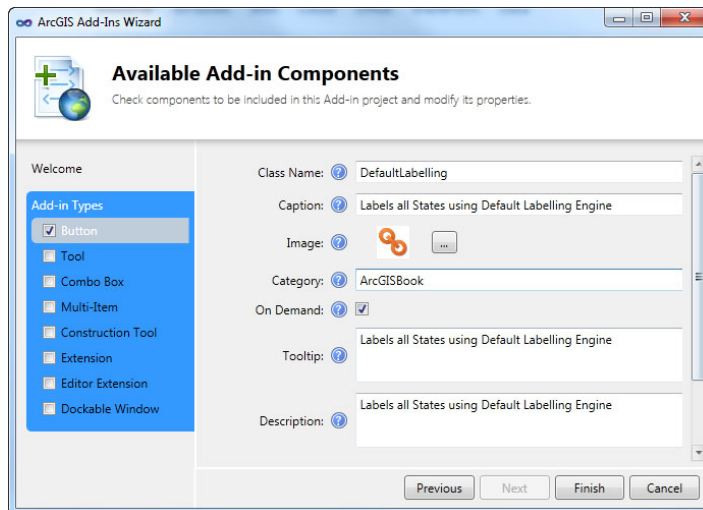 ArcGIS Add-Ins Wizard
Available Add-in Components
Check components to be included in this Add-in project and modify its properties.
Welcome
Add-in Types
Button
Tool
Combo Box
Multi-Item
Construction Tool
Extension
Editor Extension
Dockable Window
Class Name: DefaultLabelling
Caption: Labels all States using Default Labelling Engine
Image: ...
Category: ArcGISBook
On Demand:
Tooltip: Labels all States using Default Labelling Engine
Description: Labels all States using Default Labelling Engine
Previous Next Finish Cancel